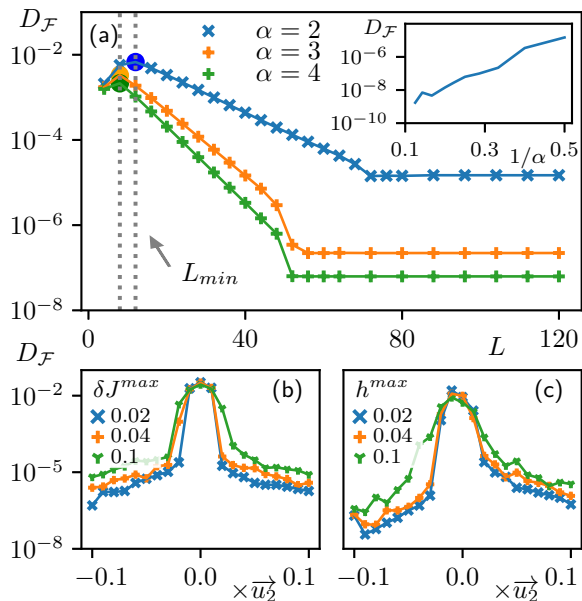 D_F
(a)
α = 2
α = 3
α = 4
10^−2
10^−4
10^−6
10^−8
L_min
0
40
80
L
120
D_F
10^−6
10^−8
10^−10
0.1
0.3
1/α
0.5
D_F
10^−2
10^−5
10^−8
δJ^max
(b)
0.02
0.04
0.1
−0.1
0.0
×u⃗_2
0.1
h^max
(c)
0.02
0.04
0.1
−0.1
0.0
×u⃗_2
0.1